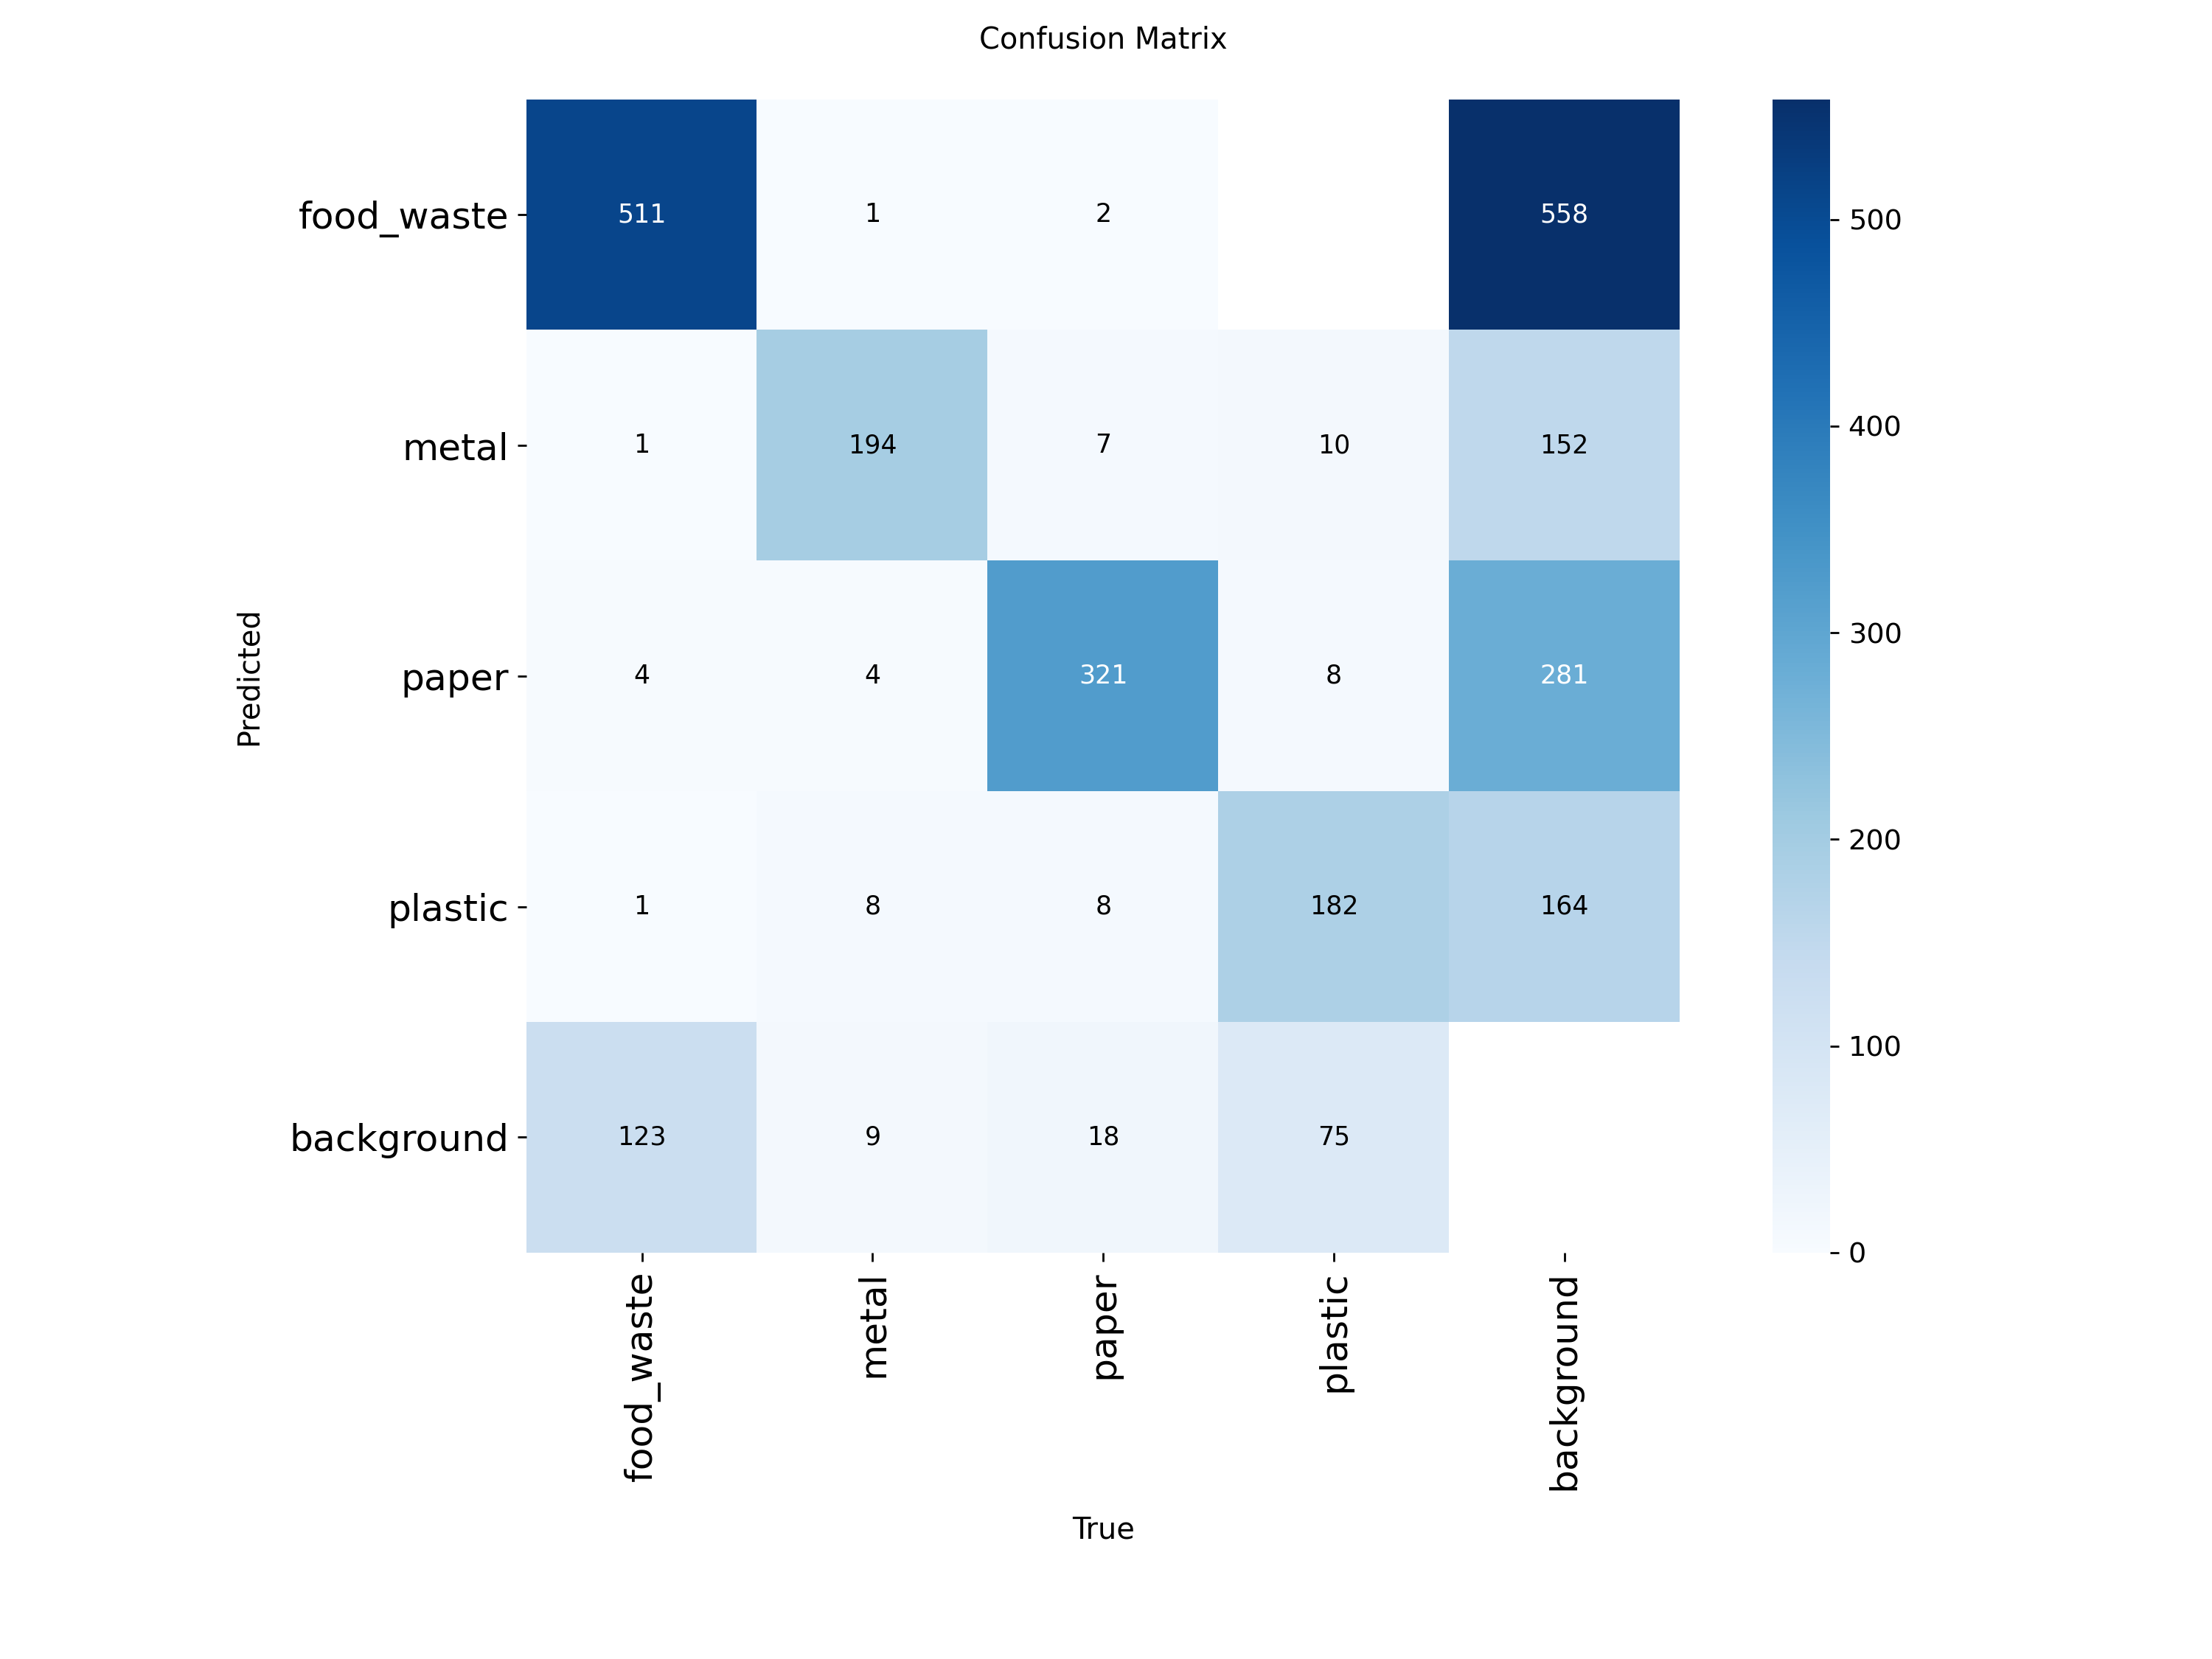 Confusion Matrix
food_waste 511 1 2 558
metal 1 194 7 10 152
paper 4 4 321 8 281
plastic 1 8 8 182 164
background 123 9 18 75
Predicted
food_waste metal paper plastic background
True
500
400
300
200
100
0